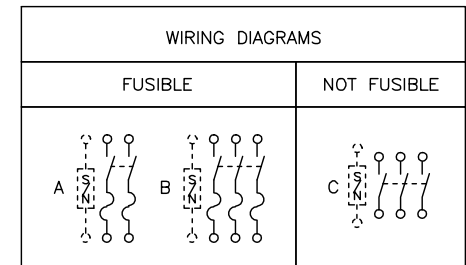 WIRING DIAGRAMS
FUSIBLE
NOT FUSIBLE
A S/N B S/N C S/N